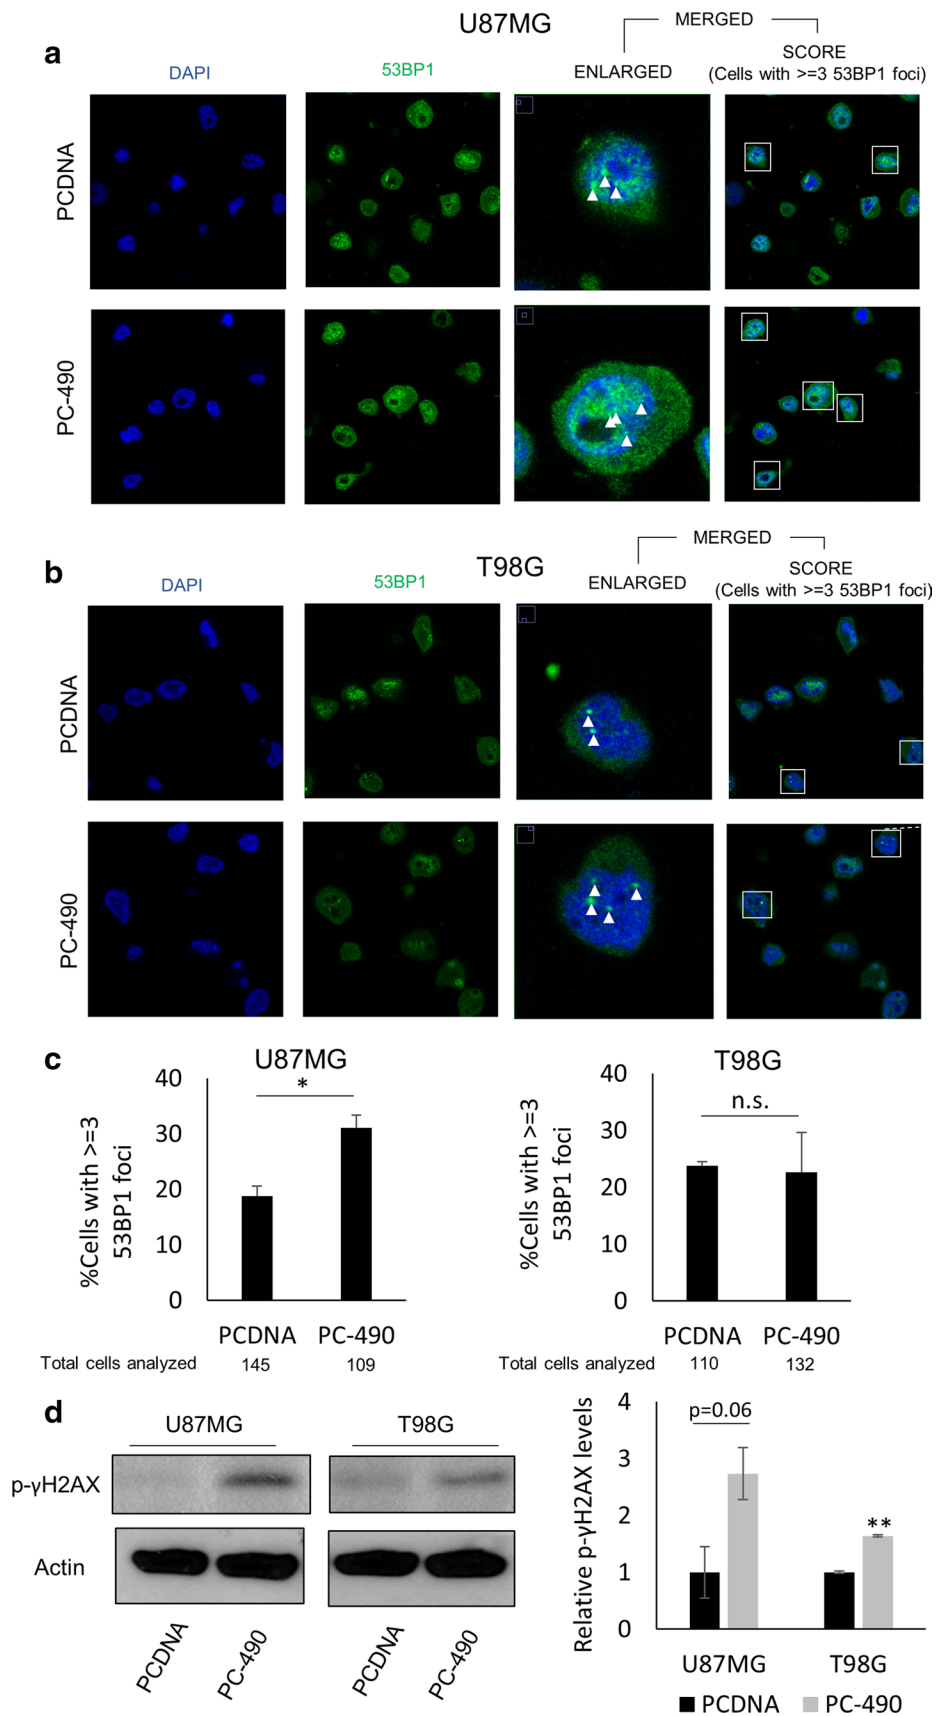 U87MG
MERGED
a
DAPI
53BP1
ENLARGED
SCORE
(Cells with >=3 53BP1 foci)
PCDNA
PC-490
MERGED
b
T98G
DAPI
53BP1
ENLARGED
SCORE
(Cells with >=3 53BP1 foci)
PCDNA
PC-490
c
U87MG
%Cells with >=3
53BP1 foci
40
30
20
10
0
*
PCDNA PC-490
Total cells analyzed 145 109
T98G
%Cells with >=3
53BP1 foci
40
30
20
10
0
n.s.
PCDNA PC-490
Total cells analyzed 110 132
d
U87MG T98G
p-γH2AX
Actin
PCDNA PC-490 PCDNA PC-490
Relative p-γH2AX levels
4
3
2
1
0
p=0.06
**
U87MG T98G
PCDNA PC-490